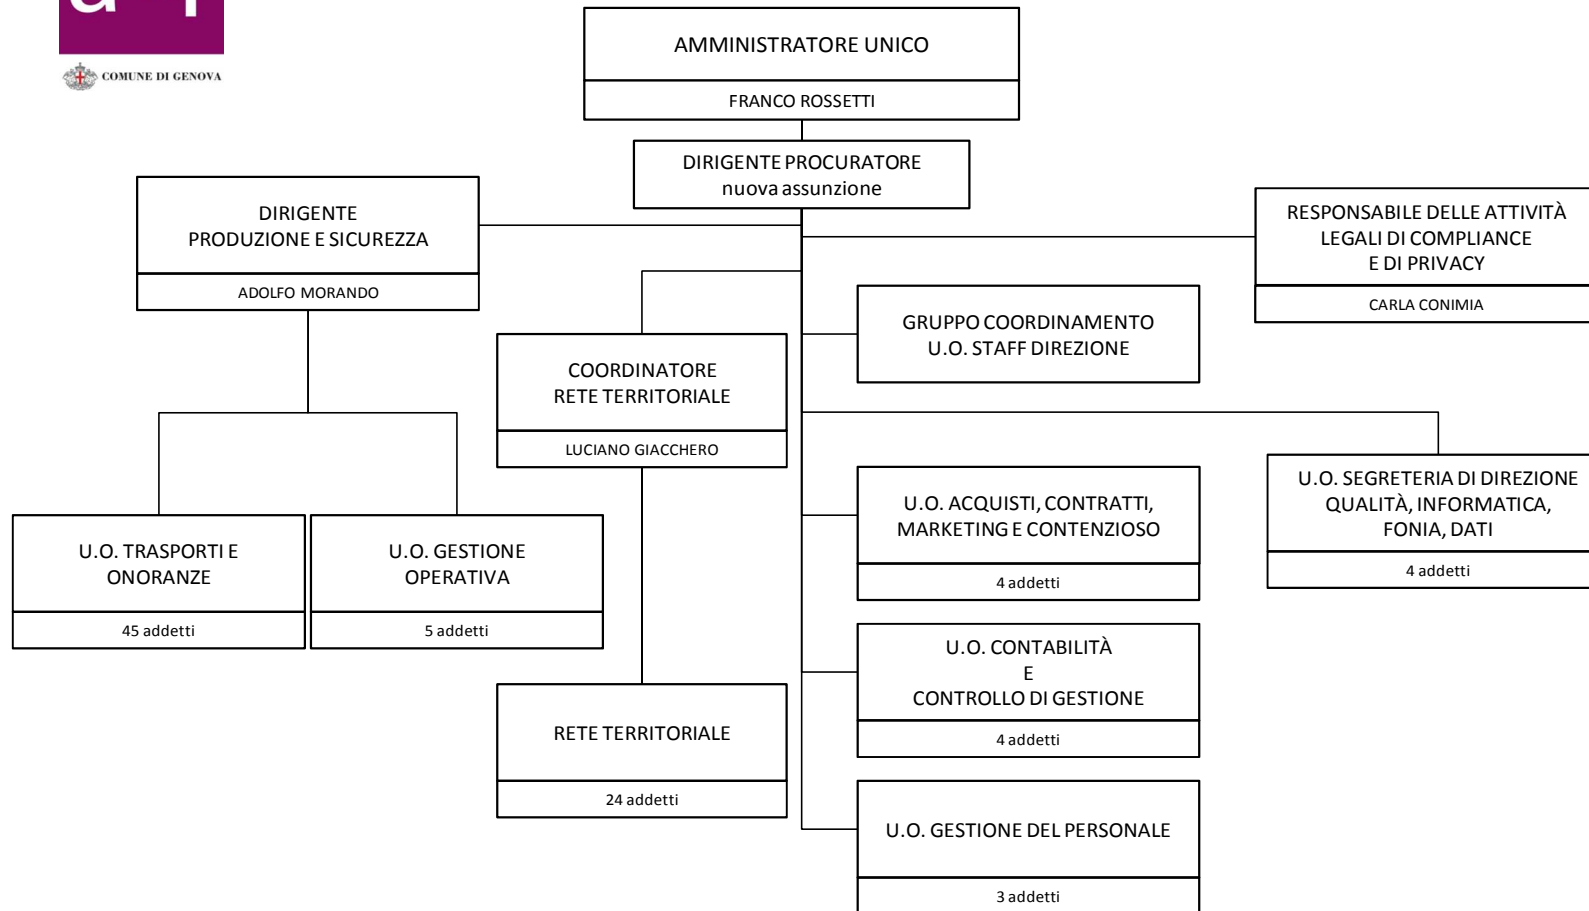 COMUNE DI GENOVA
AMMINISTRATORE UNICO
FRANCO ROSSETTI
DIRIGENTE PROCURATORE
nuova assunzione
DIRIGENTE
PRODUZIONE E SICUREZZA
ADOLFO MORANDO
RESPONSABILE DELLE ATTIVITÀ
LEGALI DI COMPLIANCE
E DI PRIVACY
CARLA CONIMIA
GRUPPO COORDINAMENTO
U.O. STAFF DIREZIONE
COORDINATORE
RETE TERRITORIALE
LUCIANO GIACCHERO
U.O. ACQUISTI, CONTRATTI,
MARKETING E CONTENZIOSO
4 addetti
U.O. SEGRETERIA DI DIREZIONE
QUALITÀ, INFORMATICA,
FONIA, DATI
4 addetti
U.O. TRASPORTI E
ONORANZE
45 addetti
U.O. GESTIONE
OPERATIVA
5 addetti
U.O. CONTABILITÀ
E
CONTROLLO DI GESTIONE
4 addetti
RETE TERRITORIALE
24 addetti
U.O. GESTIONE DEL PERSONALE
3 addetti